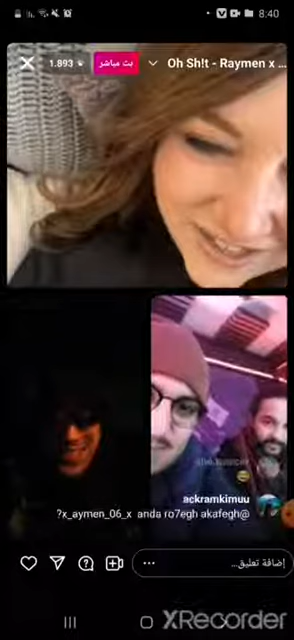 8:40
1.893
بث مباشر
Oh Sh!t - Raymen x ...
ackramkimuu
?x_aymen_06_x anda ro7egh akafegh@
إضافة تعليق...
XRecorder